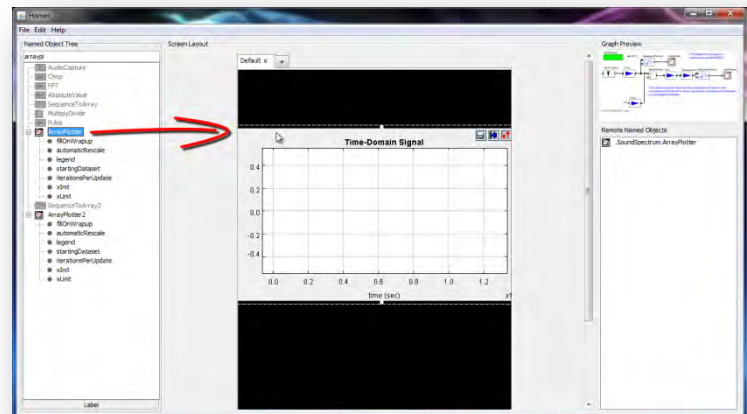 Homer
File Edit Help
Named Object Tree
Screen Layout
Graph Preview
arraypl
Default x +
AudioCapture
Chop
FFT
AbsoluteValue
SequenceToArray
MultiplyDivide
Pulse
ArrayPlotter
fillOnWrapup
automaticRescale
legend
startingDataset
iterationsPerUpdate
xInit
xUnit
SequenceToArray3
ArrayPlotter2
fillOnWrapup
automaticRescale
legend
startingDataset
iterationsPerUpdate
xInit
xUnit
Label
Time-Domain Signal
0.4
0.2
0.0
-0.2
-0.4
0.0 0.2 0.4 0.6 0.8 1.0 1.2
time (sec)
Remote Named Objects
.SoundSpectrum.ArrayPlotter